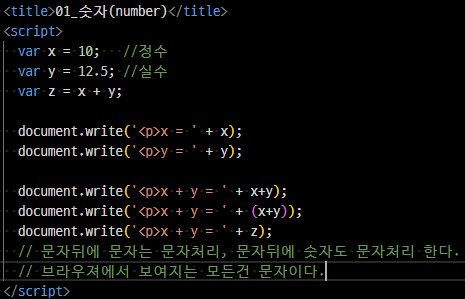 <title>01_숫자(number)</title>
<script>
var x = 10; //정수
var y = 12.5; //실수
var z = x + y;
document.write('<p>x = ' + x);
document.write('<p>y = ' + y);
document.write('<p>x + y = ' + x+y);
document.write('<p>x + y = ' + (x+y));
document.write('<p>x + y = ' + z);
// 문자뒤에 문자는 문자처리, 문자뒤에 숫자도 문자처리 한다.
// 브라우져에서 보여지는 모든건 문자이다.
</script>